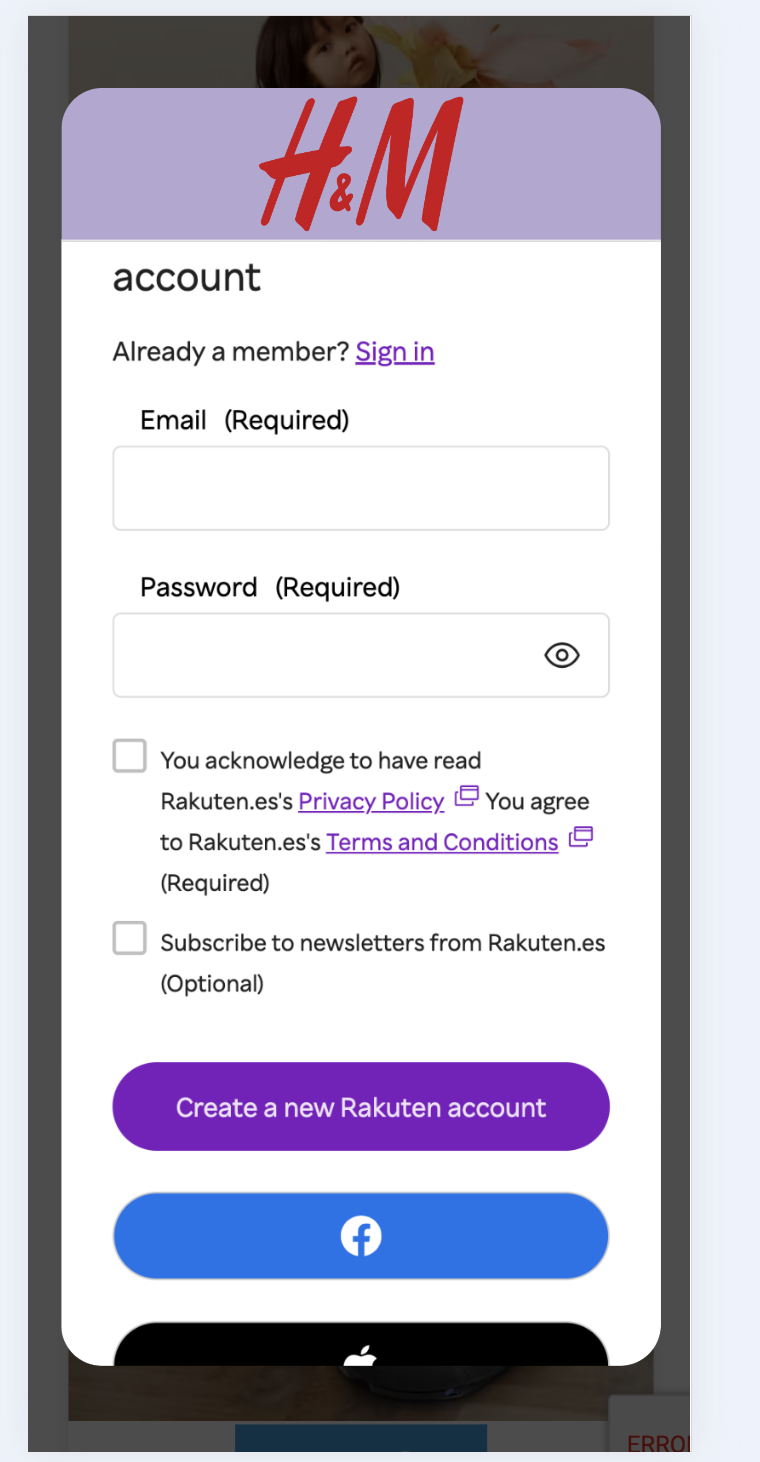 H&M
account
Already a member? Sign in
Email (Required)
Password (Required)
You acknowledge to have read
Rakuten.es's Privacy Policy You agree
to Rakuten.es's Terms and Conditions
(Required)
Subscribe to newsletters from Rakuten.es
(Optional)
Create a new Rakuten account